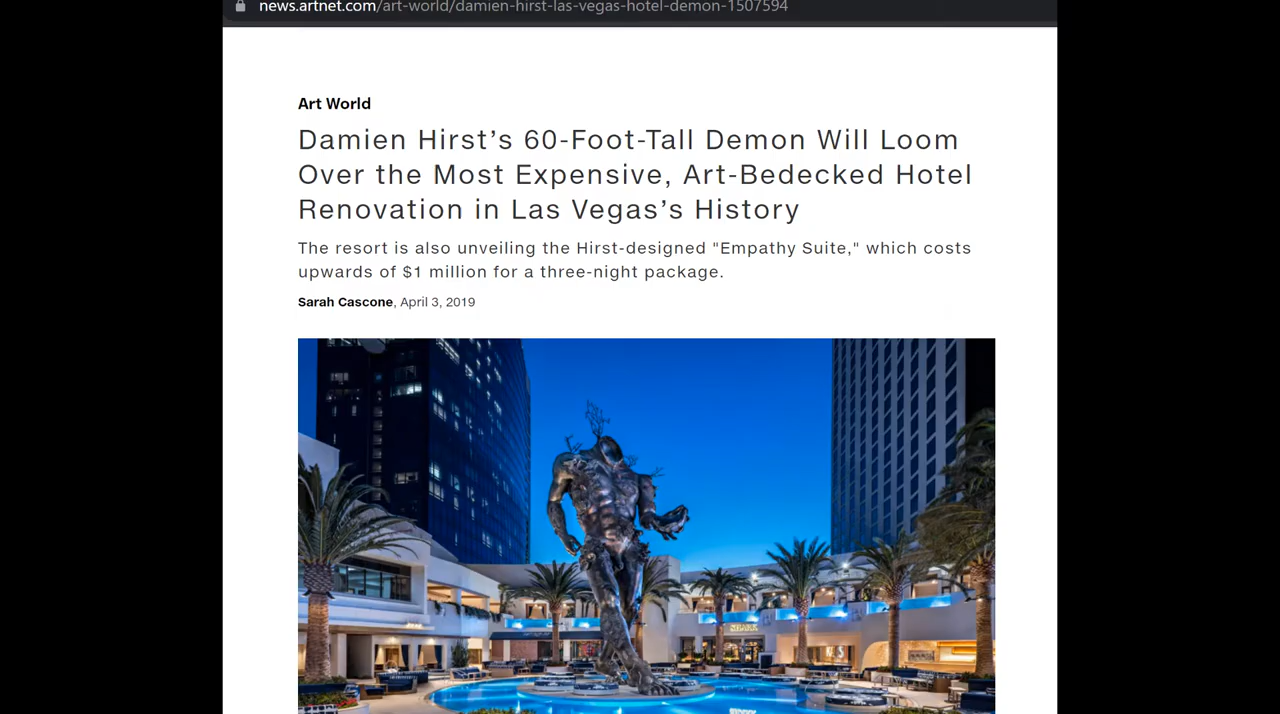 news.artnet.com/art-world/damien-hirst-las-vegas-hotel-demon-1507594
Art World
Damien Hirst’s 60-Foot-Tall Demon Will Loom
Over the Most Expensive, Art-Bedecked Hotel
Renovation in Las Vegas’s History
The resort is also unveiling the Hirst-designed "Empathy Suite," which costs
upwards of $1 million for a three-night package.
Sarah Cascone, April 3, 2019